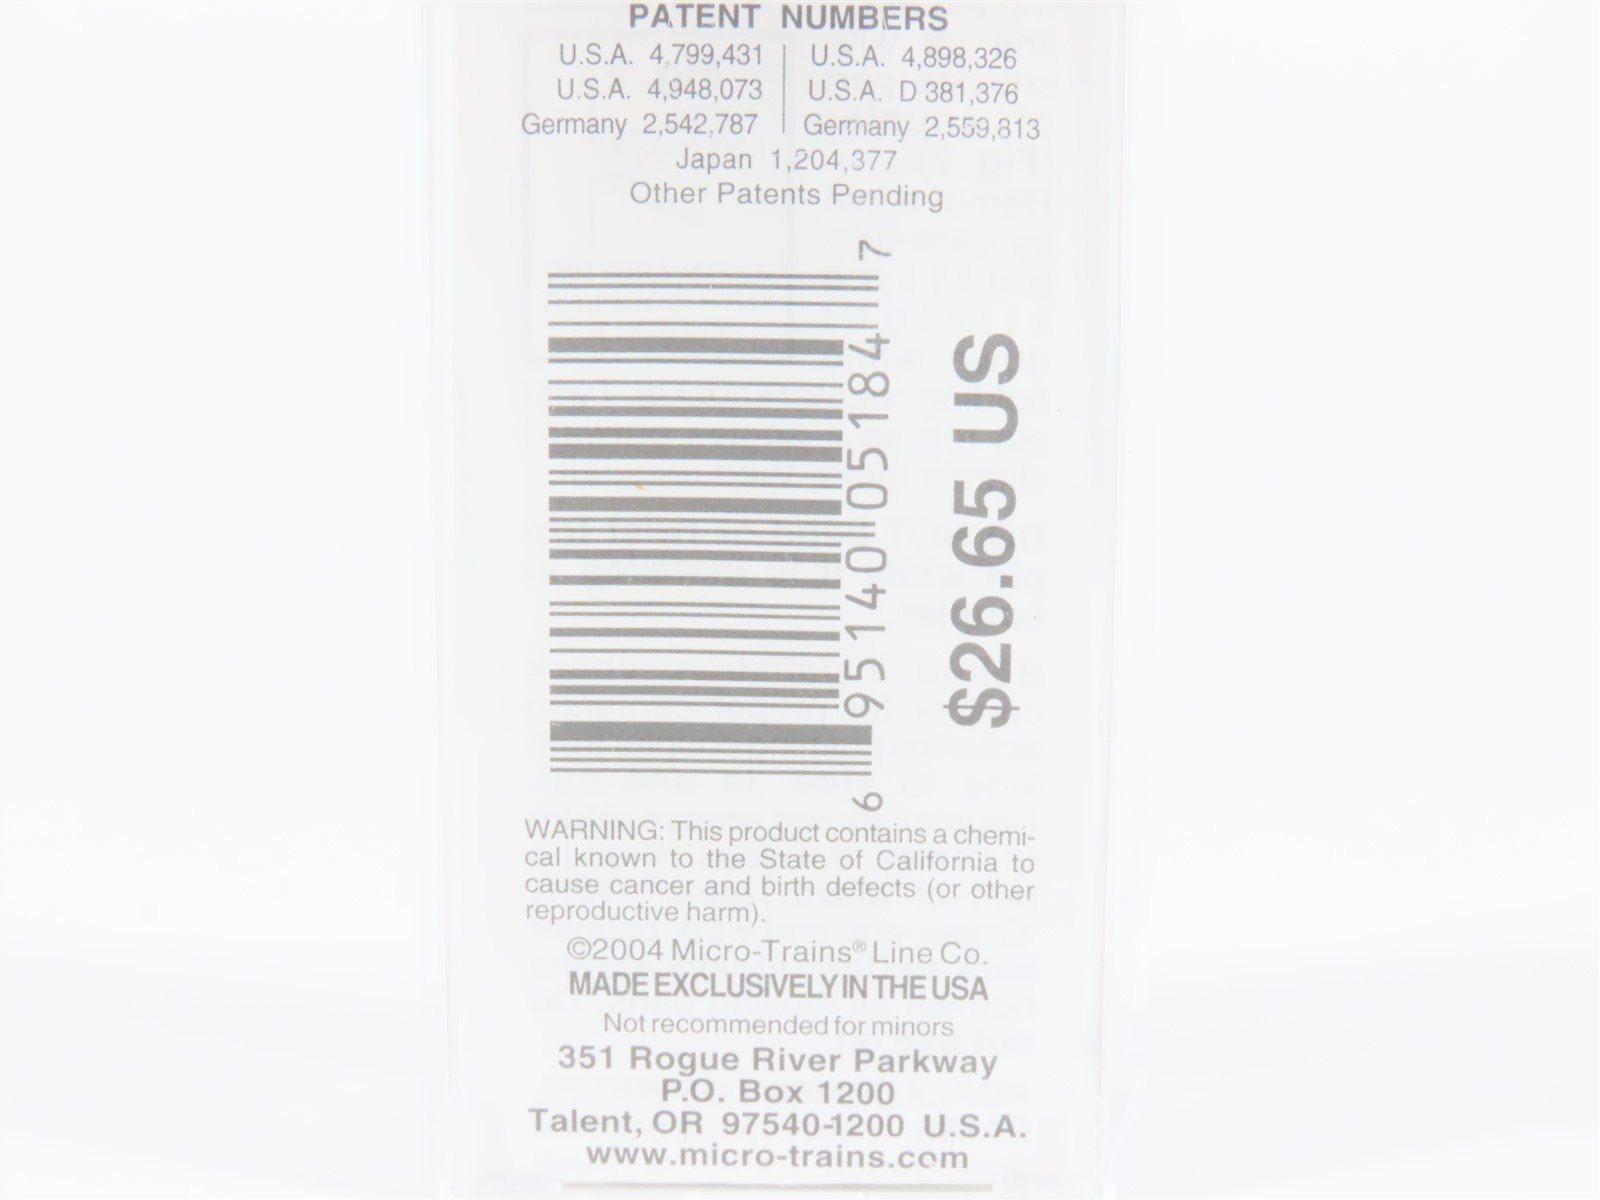 PATENT NUMBERS
U.S.A. 4,799,431 | U.S.A. 4,898,326
U.S.A. 4,948,073 | U.S.A. D 381,376
Germany 2,542,787 | Germany 2,559,813
Japan 1,204,377
Other Patents Pending
6 95140 05184 7
$26.65 US
WARNING: This product contains a chemi-
cal known to the State of California to
cause cancer and birth defects (or other
reproductive harm).
©2004 Micro-Trains® Line Co.
MADE EXCLUSIVELY IN THE USA
Not recommended for minors
351 Rogue River Parkway
P.O. Box 1200
Talent, OR 97540-1200 U.S.A.
www.micro-trains.com